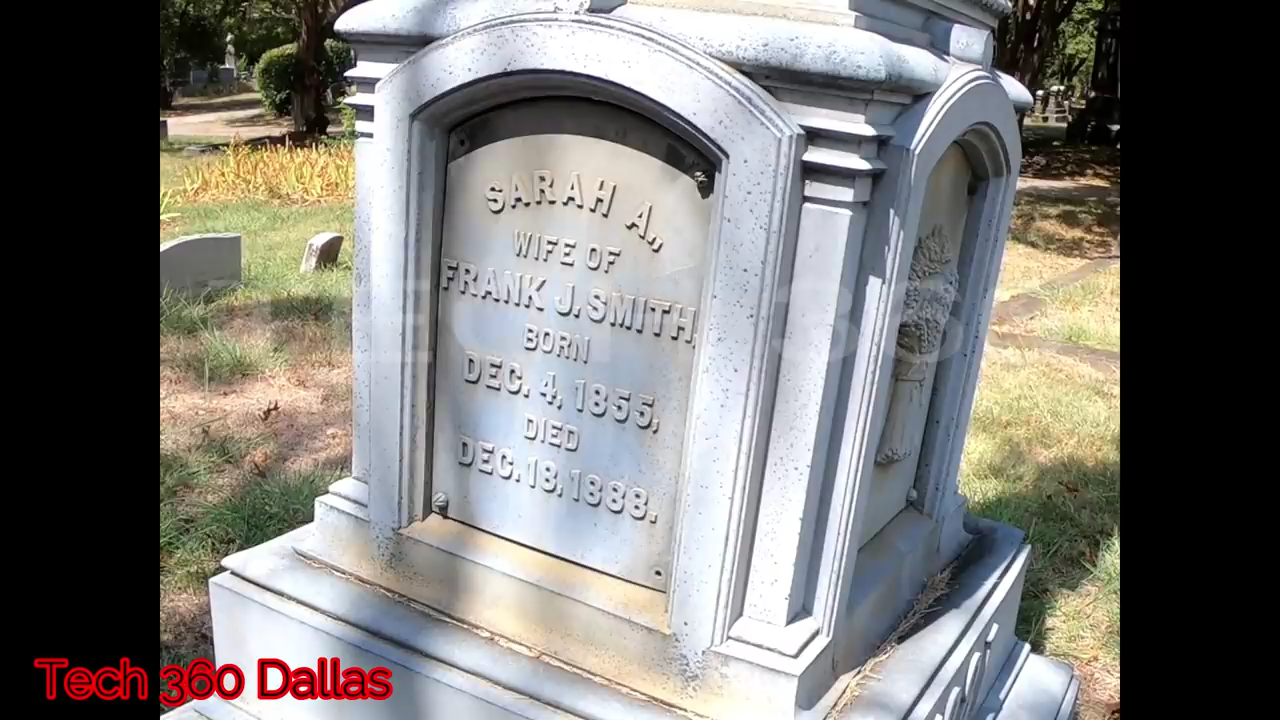 SARAH A.,
WIFE OF
FRANK J. SMITH,
BORN
DEC. 4, 1855,
DIED
DEC. 18, 1888.
Tech 360 Dallas